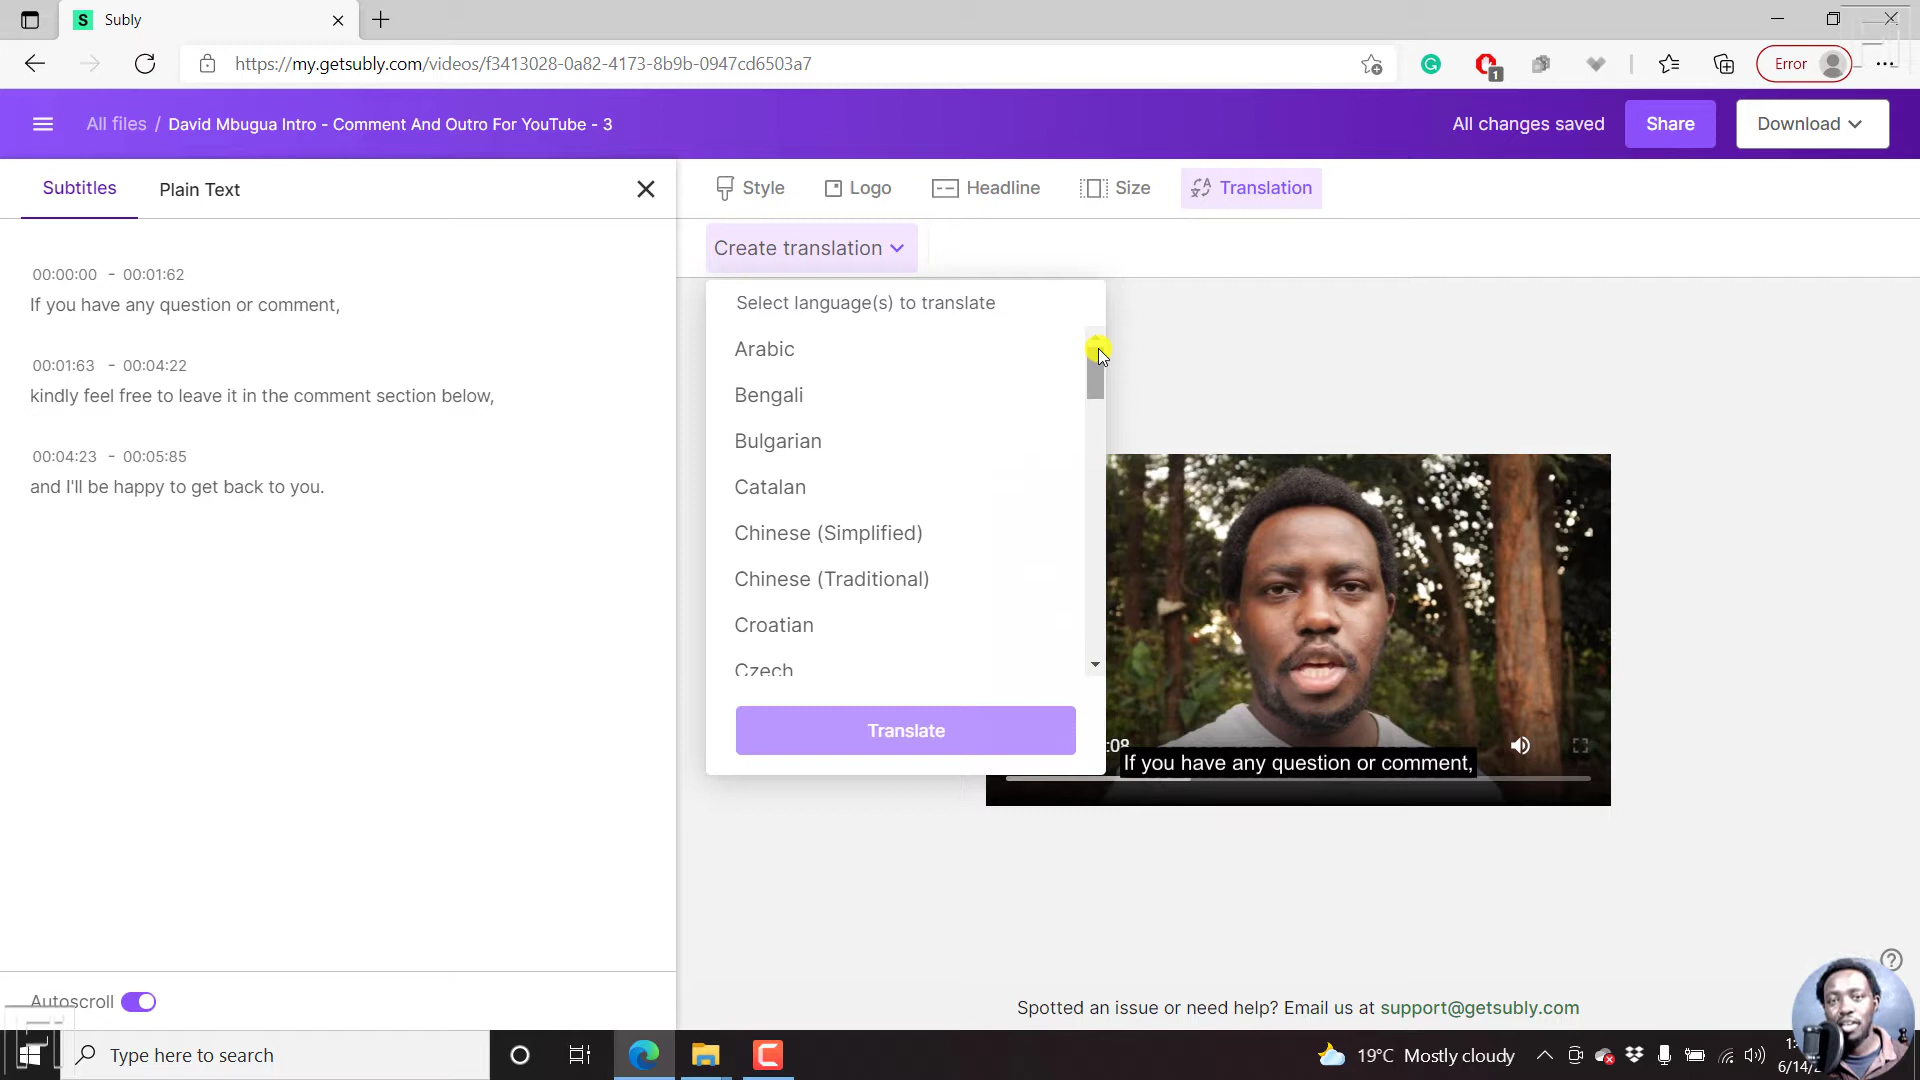 Subly
https://my.getsubly.com/videos/f3413028-0a82-4173-8b9b-0947cd6503a7
1
Error
All files / David Mbugua Intro - Comment And Outro For YouTube - 3
All changes saved
Share
Download
Subtitles
Plain Text
Style
Logo
Headline
Size
Translation
Create translation
00:00:00 - 00:01:62
If you have any question or comment,
00:01:63 - 00:04:22
kindly feel free to leave it in the comment section below,
00:04:23 - 00:05:85
and I'll be happy to get back to you.
Select language(s) to translate
Arabic
Bengali
Bulgarian
Catalan
Chinese (Simplified)
Chinese (Traditional)
Croatian
Czech
Translate
:08
If you have any question or comment,
Autoscroll
Spotted an issue or need help? Email us at support@getsubly.com
Type here to search
19°C Mostly cloudy